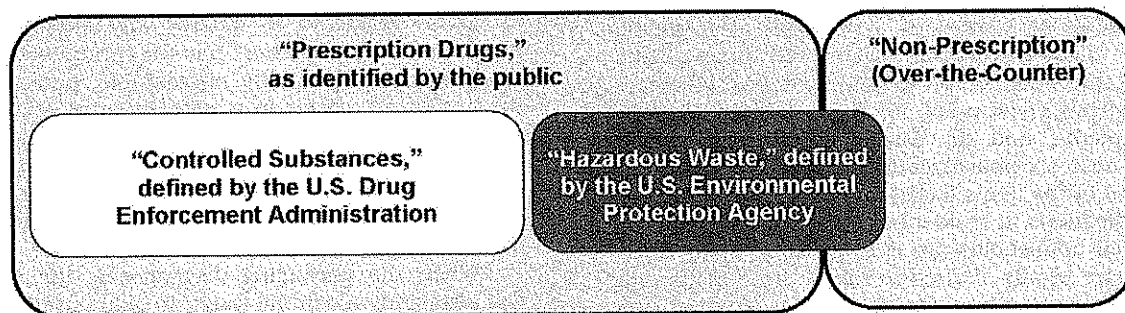 “Prescription Drugs,”
as identified by the public
“Non-Prescription”
(Over-the-Counter)
“Controlled Substances,”
defined by the U.S. Drug
Enforcement Administration
“Hazardous Waste,” defined
by the U.S. Environmental
Protection Agency